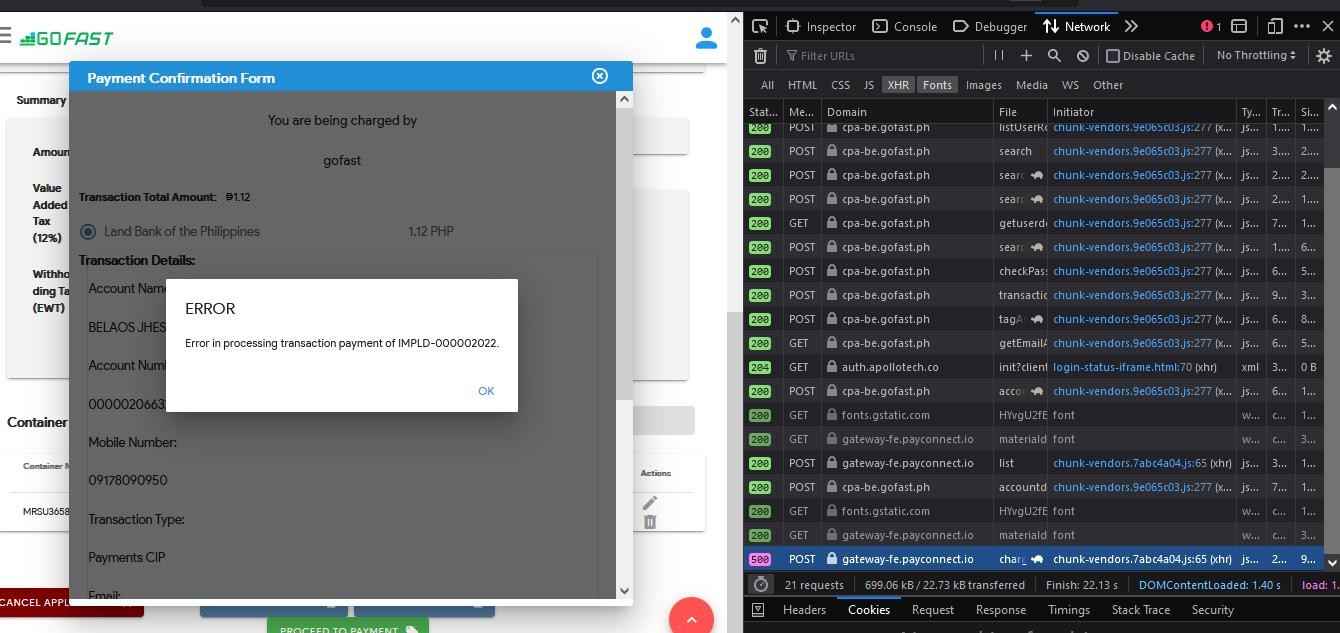 GOFAST
Payment Confirmation Form
Summary
You are being charged by
gofast
Transaction Total Amount: ₱1.12
Land Bank of the Philippines 1.12 PHP
Transaction Details:
Value
Added
Tax
(12%)
Withho
ding Ta
(EWT)
Account Name
BELAOS JHES
Account Numl
0000020663
Mobile Number:
09178090950
Transaction Type:
Payments CIP
Email:
ERROR
Error in processing transaction payment of IMPLD-000002022.
OK
Container
Container N
Actions
MRSU3658
CANCEL APPL
PROCEED TO PAYMENT
Inspector Console Debugger Network 1
Filter URLs Disable Cache No Throttling
All HTML CSS JS XHR Fonts Images Media WS Other
Stat... Me... Domain File Initiator Ty... Tr... Si...
200 POST cpa-be.gofast.ph listUserRo chunk-vendors.9e065c03.js:277 (x... js... 1.... 1....
200 POST cpa-be.gofast.ph search chunk-vendors.9e065c03.js:277 (x... js... 3.... 2....
200 POST cpa-be.gofast.ph sear chunk-vendors.9e065c03.js:277 (x... js... 2.... 2....
200 POST cpa-be.gofast.ph sear chunk-vendors.9e065c03.js:277 (x... js... 2.... 1....
200 GET cpa-be.gofast.ph getuserde chunk-vendors.9e065c03.js:277 (x... js... 7... 1...
200 POST cpa-be.gofast.ph sear chunk-vendors.9e065c03.js:277 (x... js... 1.... 6...
200 POST cpa-be.gofast.ph checkPas chunk-vendors.9e065c03.js:277 (x... js... 6... 5...
200 POST cpa-be.gofast.ph transactic chunk-vendors.9e065c03.js:277 (x... js... 9... 3...
200 POST cpa-be.gofast.ph tagA chunk-vendors.9e065c03.js:277 (x... js... 6... 8...
200 GET cpa-be.gofast.ph getEmailA chunk-vendors.9e065c03.js:277 (x... js... 6... 5...
204 GET auth.apollotech.co init?client login-status-iframe.html:70 (xhr) xml 3... 0 B
200 POST cpa-be.gofast.ph acco chunk-vendors.9e065c03.js:277 (x... js... 6... 1...
200 GET fonts.gstatic.com HYvgU2fE font w... c... 1...
200 GET gateway-fe.payconnect.io materiald font w... c... 3...
200 POST gateway-fe.payconnect.io list chunk-vendors.7abc4a04.js:65 (xhr) js... 3... 1...
200 POST cpa-be.gofast.ph accountd chunk-vendors.9e065c03.js:277 (x... js... 7... 1...
200 GET fonts.gstatic.com HYvgU2fE font w... c... 1...
200 GET gateway-fe.payconnect.io materiald font w... c... 3...
500 POST gateway-fe.payconnect.io char chunk-vendors.7abc4a04.js:65 (xhr) js... 2... 9...
21 requests 699.06 kB / 22.73 kB transferred Finish: 22.13 s DOMContentLoaded: 1.40 s load: 1.
Headers Cookies Request Response Timings Stack Trace Security